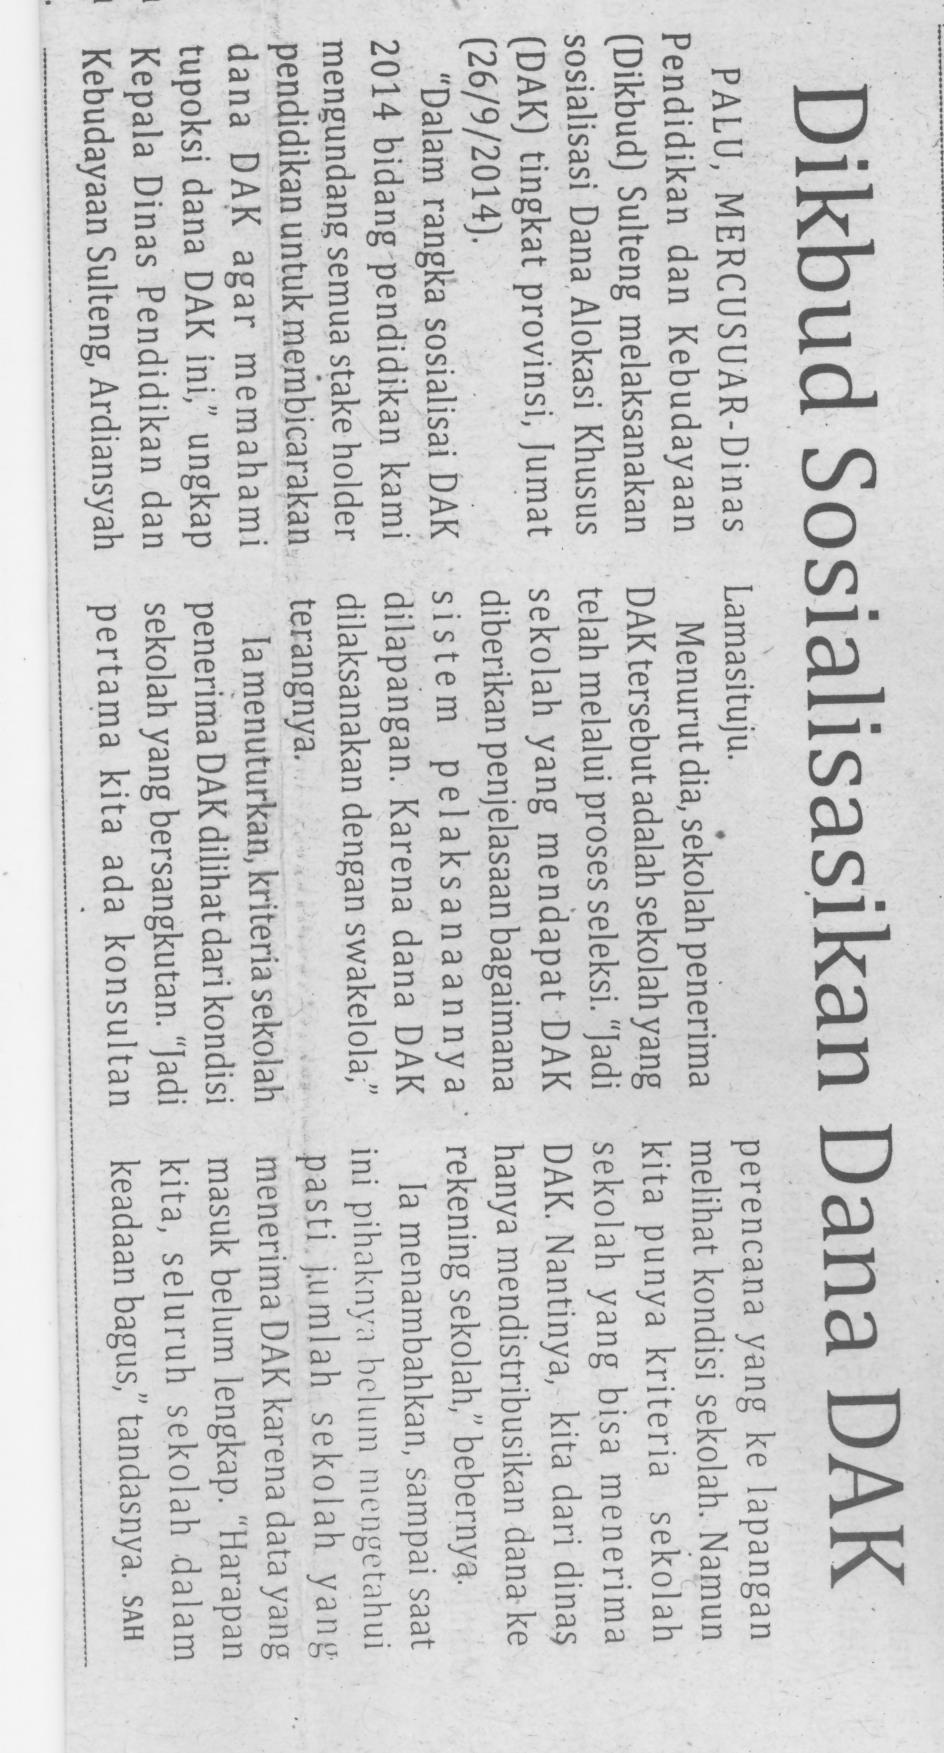 Dikbud Sosialisasikan Dana DAK
PALU, MERCUSUAR-Dinas
Pendidikan dan Kebudayaan
(Dikbud) Sulteng melaksanakan
sosialisasi Dana Alokasi Khusus
(DAK) tingkat provinsi, Jumat
(26/9/2014).
“Dalam rangka sosialisai DAK
2014 bidang pendidikan kami
mengundang semua stake holder
pendidikan untuk membicarakan
dana DAK agar memahami
tupoksi dana DAK ini,” ungkap
Kepala Dinas Pendidikan dan
Kebudayaan Sulteng, Ardiansyah
Lamasituju.
Menurut dia, sekolah penerima
DAK tersebut adalah sekolah yang
telah melalui proses seleksi. “Jadi
sekolah yang mendapat DAK
diberikan penjelasaan bagaimana
sistem pelaksanaannya
dilapangan. Karena dana DAK
dilaksanakan dengan swakelola,”
terangnya.
Ia menuturkan, kriteria sekolah
penerima DAK dilihat dari kondisi
sekolah yang bersangkutan. “Jadi
pertama kita ada konsultan
perencana yang ke lapangan
melihat kondisi sekolah. Namun
kita punya kriteria sekolah
sekolah yang bisa menerima
DAK. Nantinya, kita dari dinas
hanya mendistribusikan dana ke
rekening sekolah,” bebernya.
Ia menambahkan, sampai saat
ini pihaknya belum mengetahui
pasti jumlah sekolah yang
menerima DAK karena data yang
masuk belum lengkap. “Harapan
kita, seluruh sekolah dalam
keadaan bagus,” tandasnya. SAH